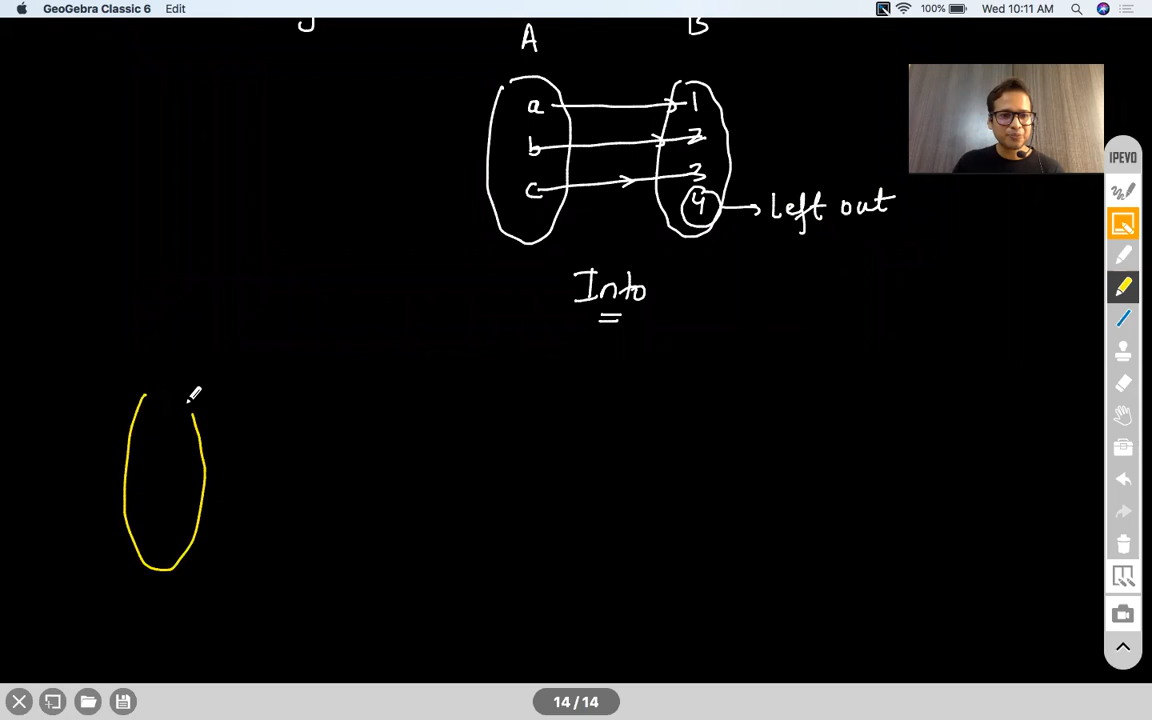 GeoGebra Classic 6 Edit 100% Wed 10:11 AM
A B
a 1
b 2
c 3
4 Left out
Into
IPEVO
14 / 14